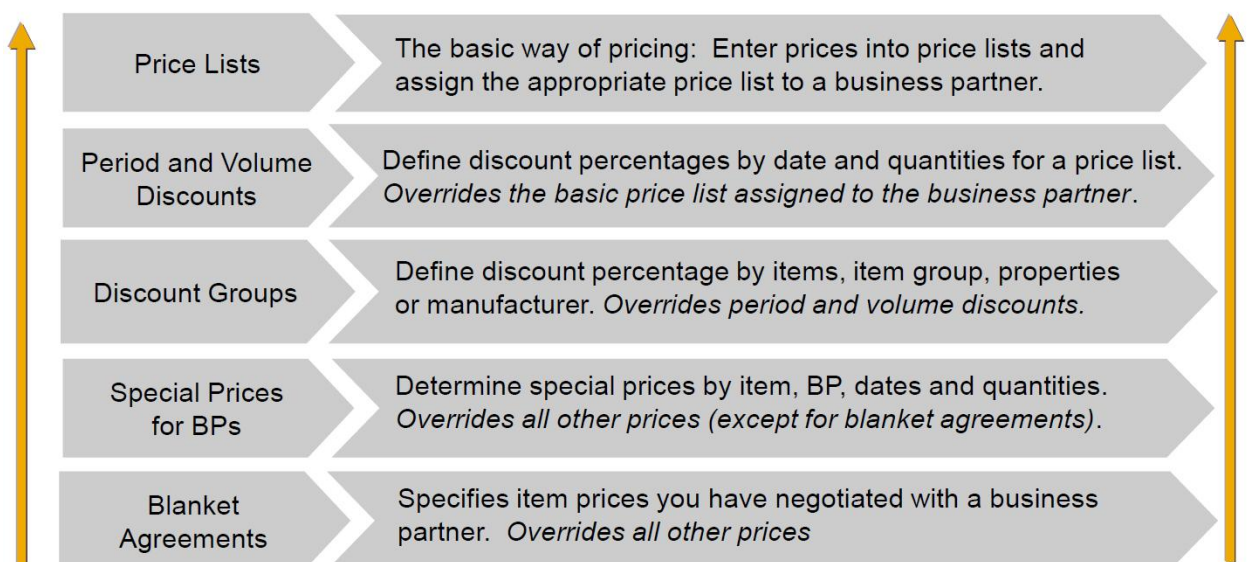 Price Lists
The basic way of pricing: Enter prices into price lists and
assign the appropriate price list to a business partner.
Period and Volume
Discounts
Define discount percentages by date and quantities for a price list.
Overrides the basic price list assigned to the business partner.
Discount Groups
Define discount percentage by items, item group, properties
or manufacturer. Overrides period and volume discounts.
Special Prices
for BPs
Determine special prices by item, BP, dates and quantities.
Overrides all other prices (except for blanket agreements).
Blanket
Agreements
Specifies item prices you have negotiated with a business
partner. Overrides all other prices